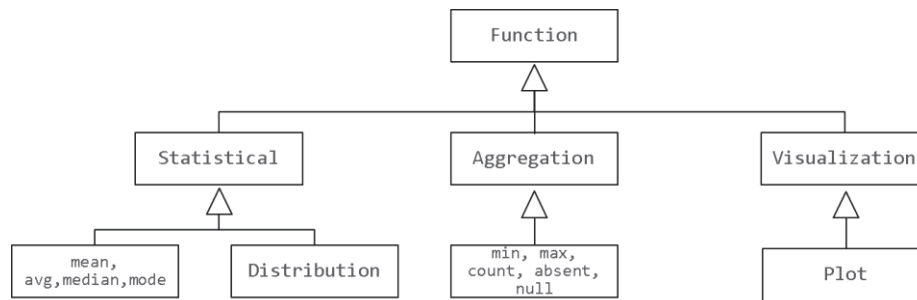 Function
Statistical
Aggregation
Visualization
mean,
avg,median,mode
Distribution
min, max,
count, absent,
null
Plot